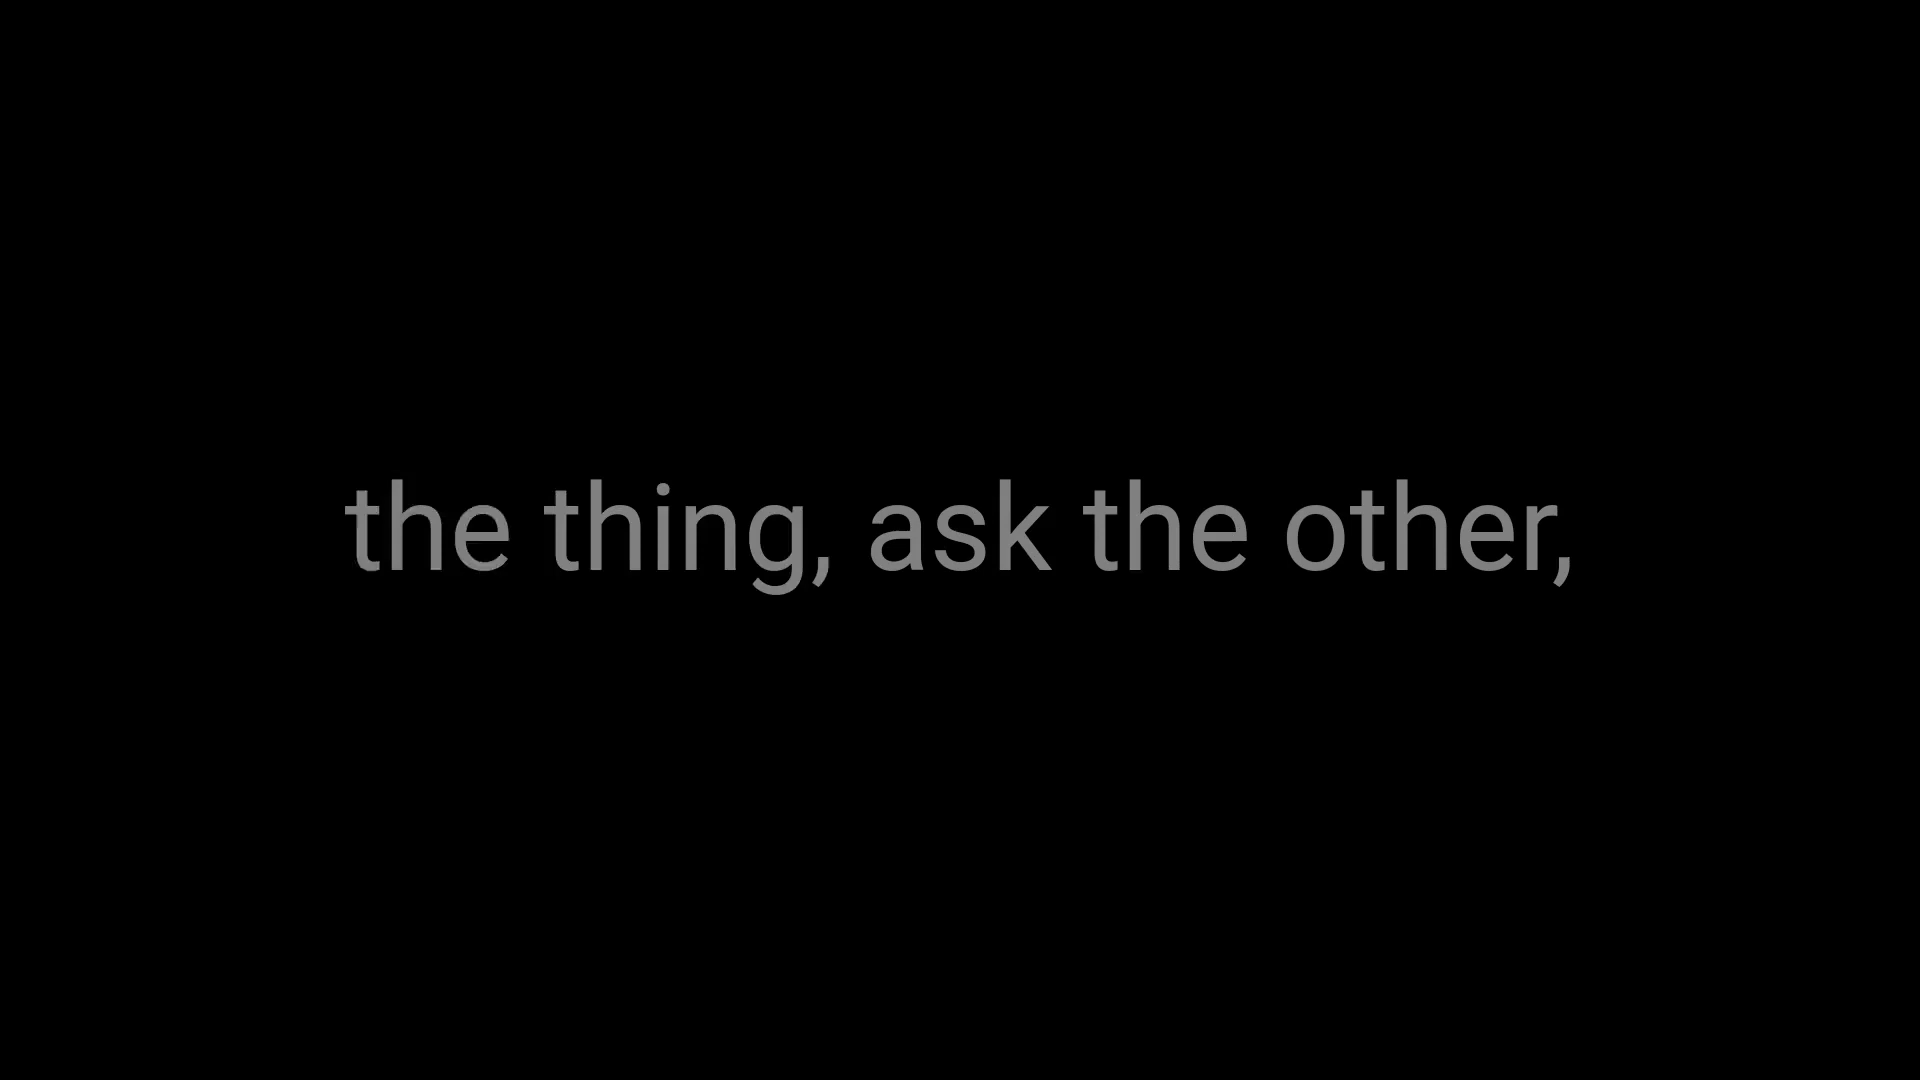 the thing, ask the other,